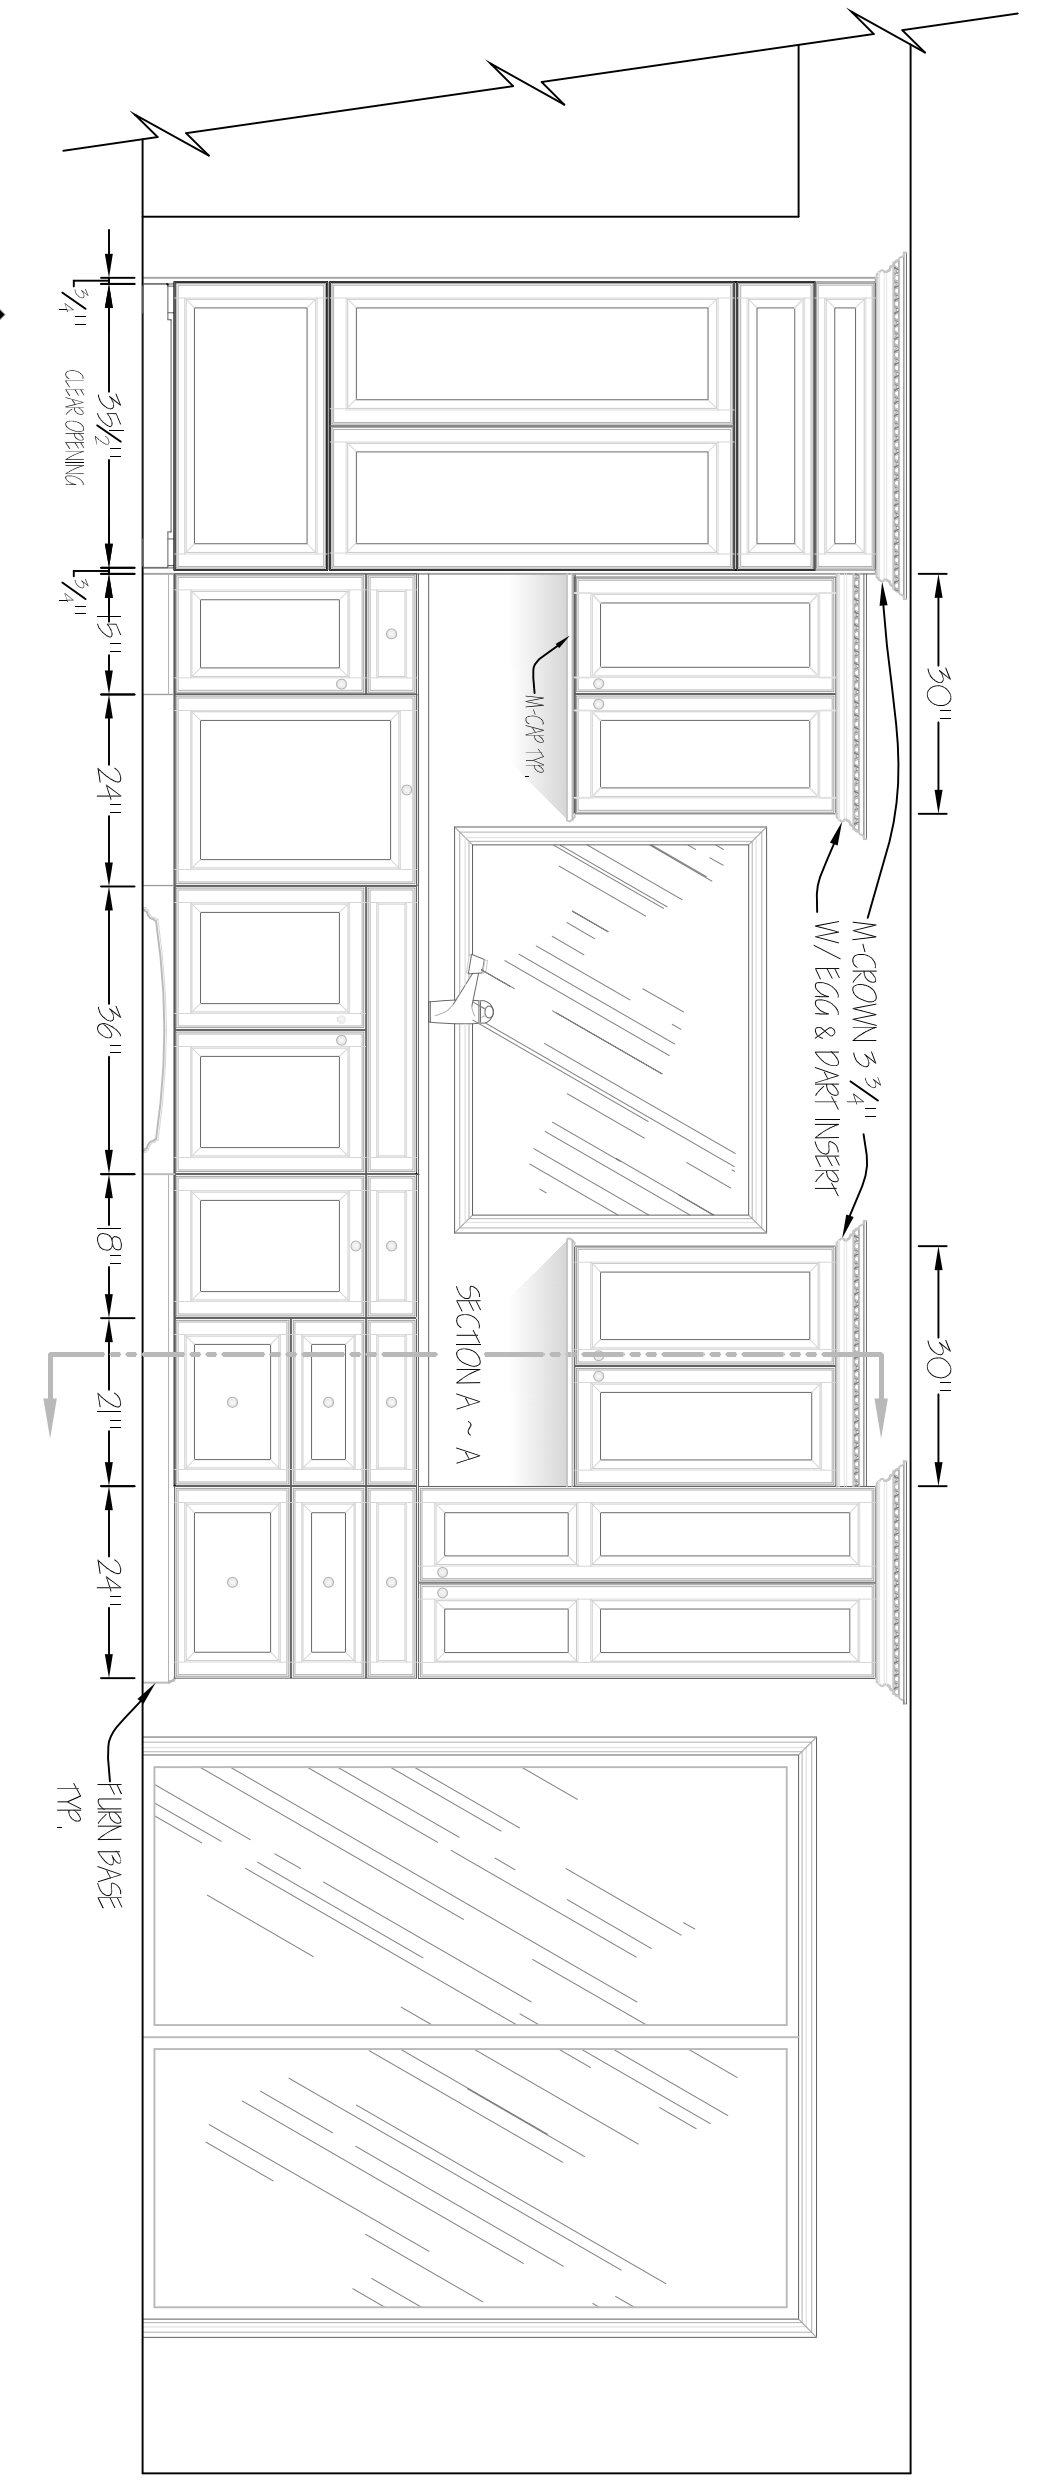 30"
30"
M-CROWN 3 3/4"
W/ EGG & DART INSERT
M-CAP TYP.
SECTION A ~ A
3/4"
35 1/2"
CLEAR OPENING
3/4"
15"
24"
36"
18"
21"
24"
FURN BASE
TYP.